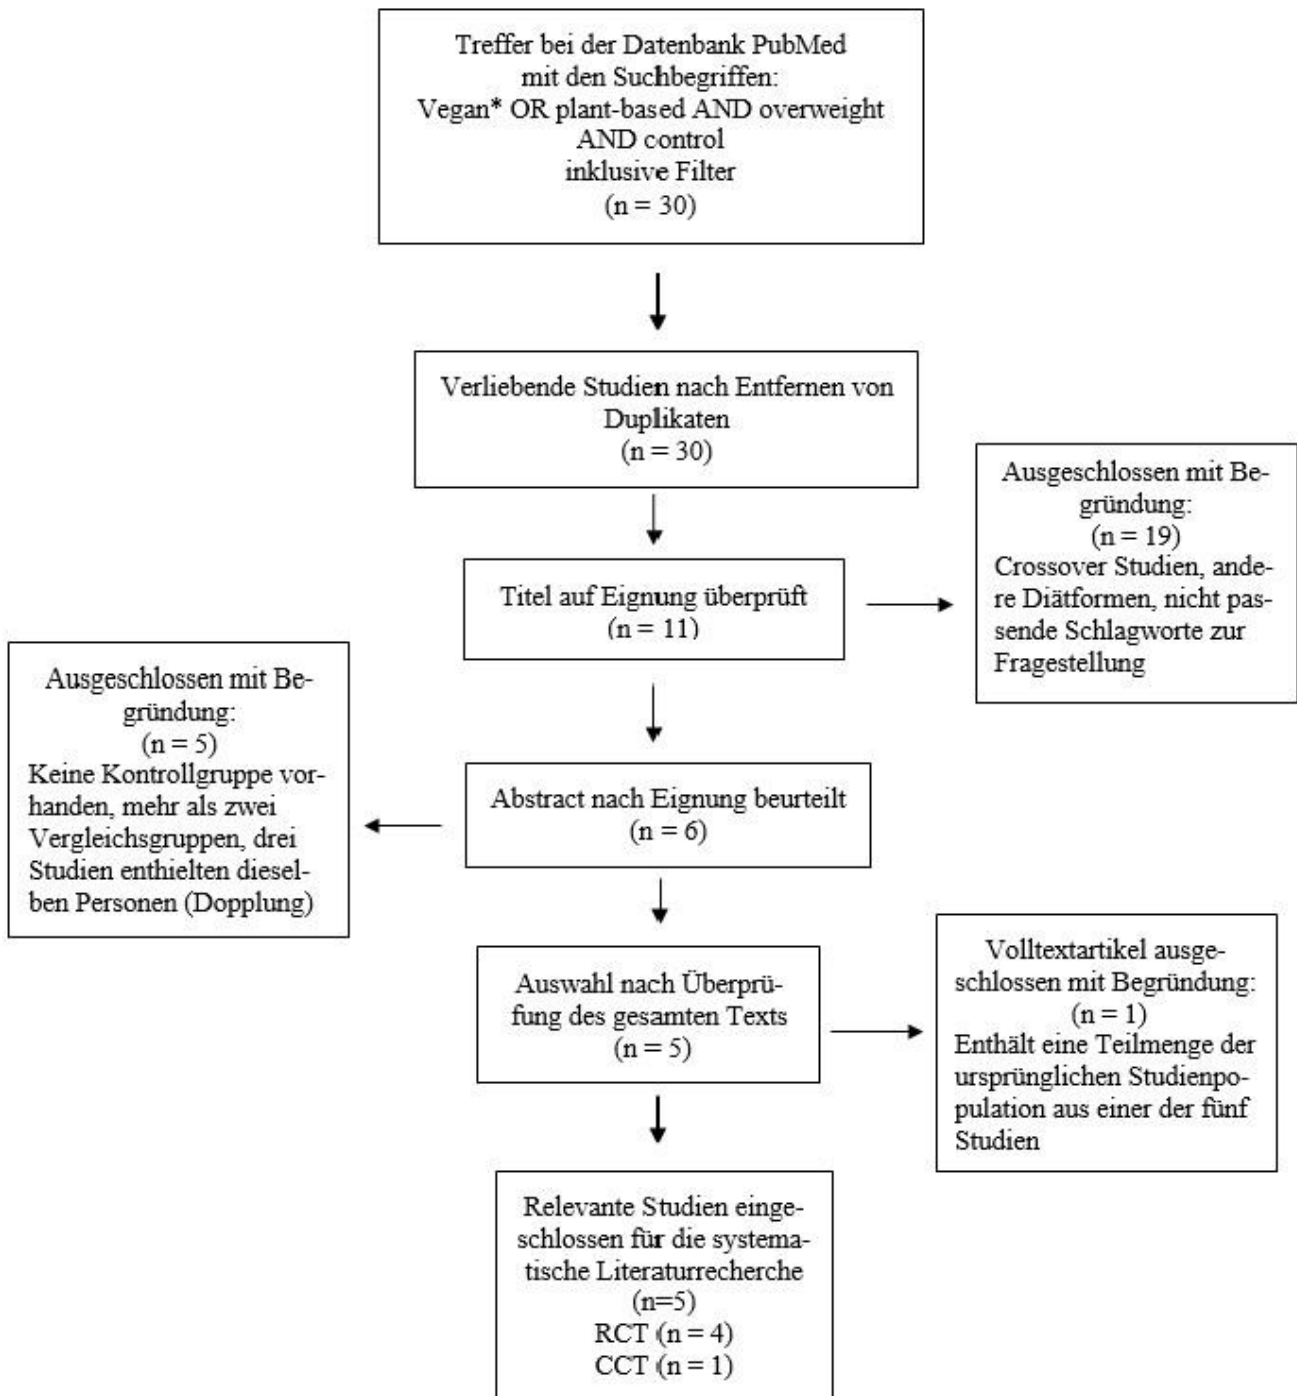 Treffer bei der Datenbank PubMed
mit den Suchbegriffen:
Vegan* OR plant-based AND overweight
AND control
inklusive Filter
(n = 30)
Verliebende Studien nach Entfernen von
Duplikaten
(n = 30)
Ausgeschlossen mit Be-
gründung:
(n = 19)
Crossover Studien, ande-
re Diätformen, nicht pas-
sende Schlagworte zur
Fragestellung
Titel auf Eignung überprüft
(n = 11)
Ausgeschlossen mit Be-
gründung:
(n = 5)
Keine Kontrollgruppe vor-
handen, mehr als zwei
Vergleichsgruppen, drei
Studien enthielten diesel-
ben Personen (Dopplung)
Abstract nach Eignung beurteilt
(n = 6)
Auswahl nach Überprü-
fung des gesamten Texts
(n = 5)
Volltextartikel ausge-
schlossen mit Begründung:
(n = 1)
Enthält eine Teilmenge der
ursprünglichen Studienpo-
pulation aus einer der fünf
Studien
Relevante Studien einge-
schlossen für die systema-
tische Literaturrecherche
(n=5)
RCT (n = 4)
CCT (n = 1)